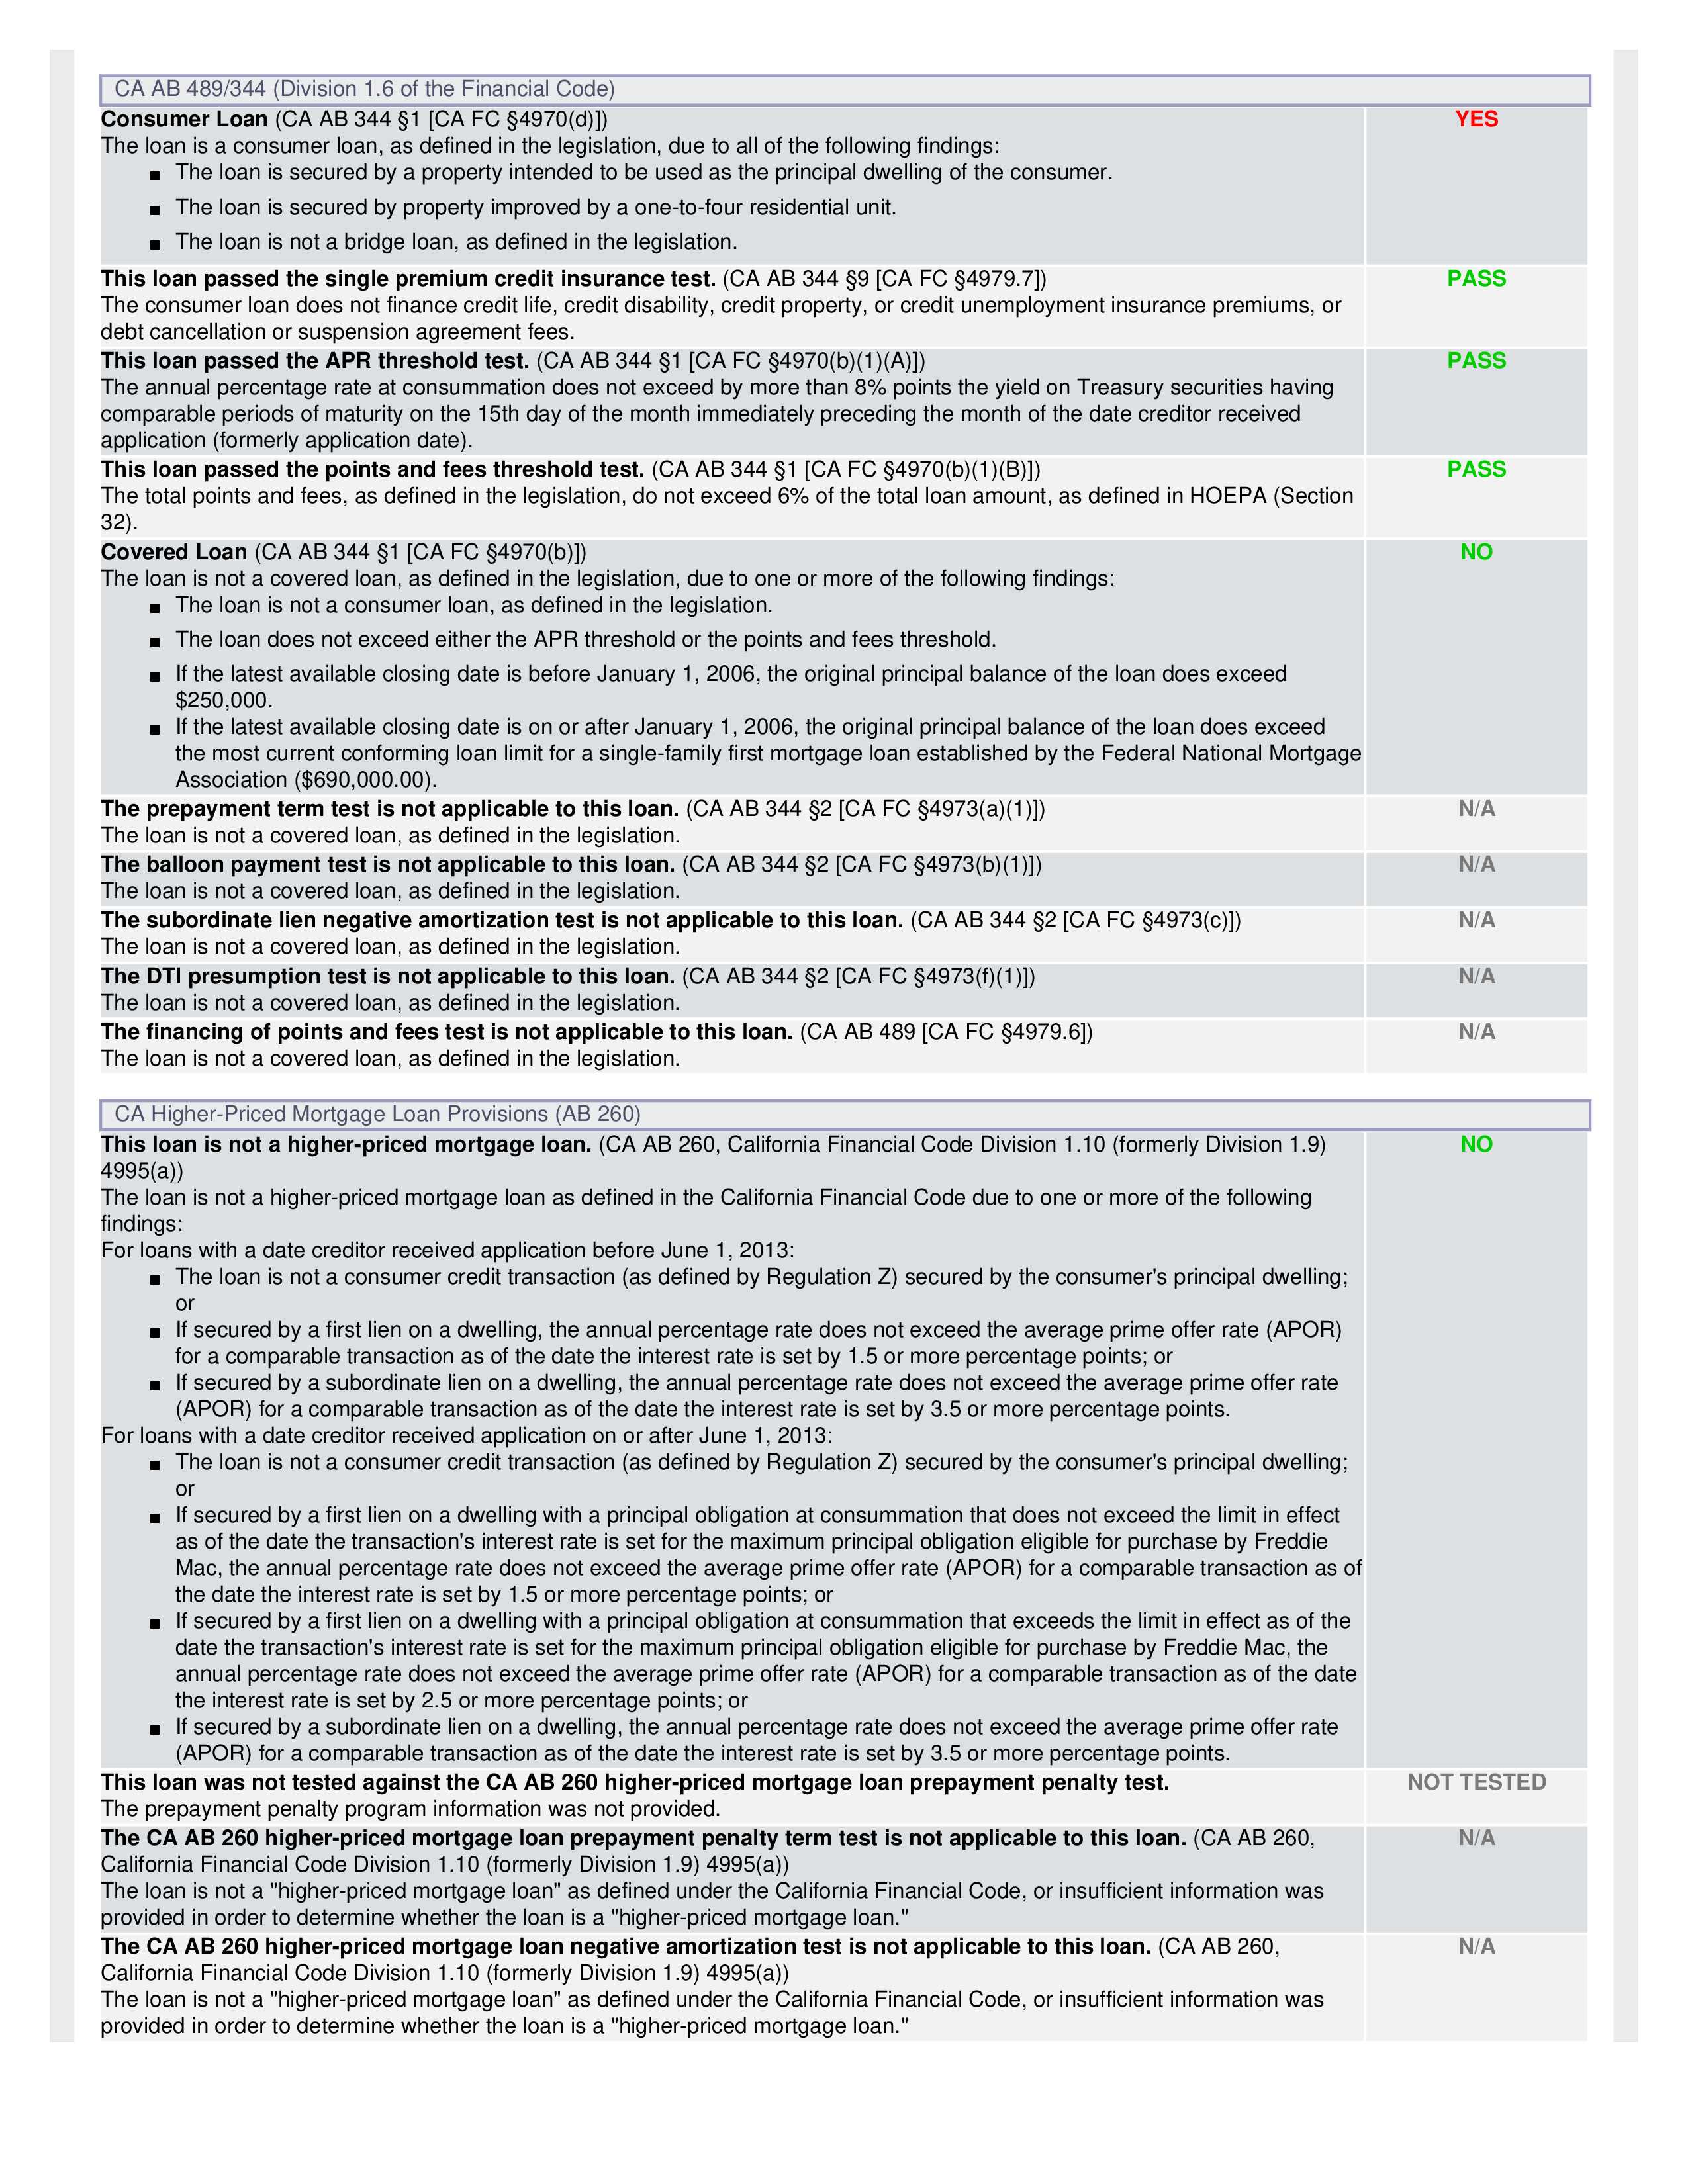 CA AB 489/344 (Division 1.6 of the Financial Code)
Consumer Loan (CA AB 344 §1 [CA FC §4970(d)]) YES
The loan is a consumer loan, as defined in the legislation, due to all of the following findings:
■ The loan is secured by a property intended to be used as the principal dwelling of the consumer.
■ The loan is secured by property improved by a one-to-four residential unit.
■ The loan is not a bridge loan, as defined in the legislation.
This loan passed the single premium credit insurance test. (CA AB 344 §9 [CA FC §4979.7]) PASS
The consumer loan does not finance credit life, credit disability, credit property, or credit unemployment insurance premiums, or
debt cancellation or suspension agreement fees.
This loan passed the APR threshold test. (CA AB 344 §1 [CA FC §4970(b)(1)(A)]) PASS
The annual percentage rate at consummation does not exceed by more than 8% points the yield on Treasury securities having
comparable periods of maturity on the 15th day of the month immediately preceding the month of the date creditor received
application (formerly application date).
This loan passed the points and fees threshold test. (CA AB 344 §1 [CA FC §4970(b)(1)(B)]) PASS
The total points and fees, as defined in the legislation, do not exceed 6% of the total loan amount, as defined in HOEPA (Section
32).
Covered Loan (CA AB 344 §1 [CA FC §4970(b)]) NO
The loan is not a covered loan, as defined in the legislation, due to one or more of the following findings:
■ The loan is not a consumer loan, as defined in the legislation.
■ The loan does not exceed either the APR threshold or the points and fees threshold.
■ If the latest available closing date is before January 1, 2006, the original principal balance of the loan does exceed
$250,000.
■ If the latest available closing date is on or after January 1, 2006, the original principal balance of the loan does exceed
the most current conforming loan limit for a single-family first mortgage loan established by the Federal National Mortgage
Association ($690,000.00).
The prepayment term test is not applicable to this loan. (CA AB 344 §2 [CA FC §4973(a)(1)]) N/A
The loan is not a covered loan, as defined in the legislation.
The balloon payment test is not applicable to this loan. (CA AB 344 §2 [CA FC §4973(b)(1)]) N/A
The loan is not a covered loan, as defined in the legislation.
The subordinate lien negative amortization test is not applicable to this loan. (CA AB 344 §2 [CA FC §4973(c)]) N/A
The loan is not a covered loan, as defined in the legislation.
The DTI presumption test is not applicable to this loan. (CA AB 344 §2 [CA FC §4973(f)(1)]) N/A
The loan is not a covered loan, as defined in the legislation.
The financing of points and fees test is not applicable to this loan. (CA AB 489 [CA FC §4979.6]) N/A
The loan is not a covered loan, as defined in the legislation.
CA Higher-Priced Mortgage Loan Provisions (AB 260)
This loan is not a higher-priced mortgage loan. (CA AB 260, California Financial Code Division 1.10 (formerly Division 1.9) NO
4995(a))
The loan is not a higher-priced mortgage loan as defined in the California Financial Code due to one or more of the following
findings:
For loans with a date creditor received application before June 1, 2013:
■ The loan is not a consumer credit transaction (as defined by Regulation Z) secured by the consumer's principal dwelling;
or
■ If secured by a first lien on a dwelling, the annual percentage rate does not exceed the average prime offer rate (APOR)
for a comparable transaction as of the date the interest rate is set by 1.5 or more percentage points; or
■ If secured by a subordinate lien on a dwelling, the annual percentage rate does not exceed the average prime offer rate
(APOR) for a comparable transaction as of the date the interest rate is set by 3.5 or more percentage points.
For loans with a date creditor received application on or after June 1, 2013:
■ The loan is not a consumer credit transaction (as defined by Regulation Z) secured by the consumer's principal dwelling;
or
■ If secured by a first lien on a dwelling with a principal obligation at consummation that does not exceed the limit in effect
as of the date the transaction's interest rate is set for the maximum principal obligation eligible for purchase by Freddie
Mac, the annual percentage rate does not exceed the average prime offer rate (APOR) for a comparable transaction as of
the date the interest rate is set by 1.5 or more percentage points; or
■ If secured by a first lien on a dwelling with a principal obligation at consummation that exceeds the limit in effect as of the
date the transaction's interest rate is set for the maximum principal obligation eligible for purchase by Freddie Mac, the
annual percentage rate does not exceed the average prime offer rate (APOR) for a comparable transaction as of the date
the interest rate is set by 2.5 or more percentage points; or
■ If secured by a subordinate lien on a dwelling, the annual percentage rate does not exceed the average prime offer rate
(APOR) for a comparable transaction as of the date the interest rate is set by 3.5 or more percentage points.
This loan was not tested against the CA AB 260 higher-priced mortgage loan prepayment penalty test. NOT TESTED
The prepayment penalty program information was not provided.
The CA AB 260 higher-priced mortgage loan prepayment penalty term test is not applicable to this loan. (CA AB 260, N/A
California Financial Code Division 1.10 (formerly Division 1.9) 4995(a))
The loan is not a "higher-priced mortgage loan" as defined under the California Financial Code, or insufficient information was
provided in order to determine whether the loan is a "higher-priced mortgage loan."
The CA AB 260 higher-priced mortgage loan negative amortization test is not applicable to this loan. (CA AB 260, N/A
California Financial Code Division 1.10 (formerly Division 1.9) 4995(a))
The loan is not a "higher-priced mortgage loan" as defined under the California Financial Code, or insufficient information was
provided in order to determine whether the loan is a "higher-priced mortgage loan."